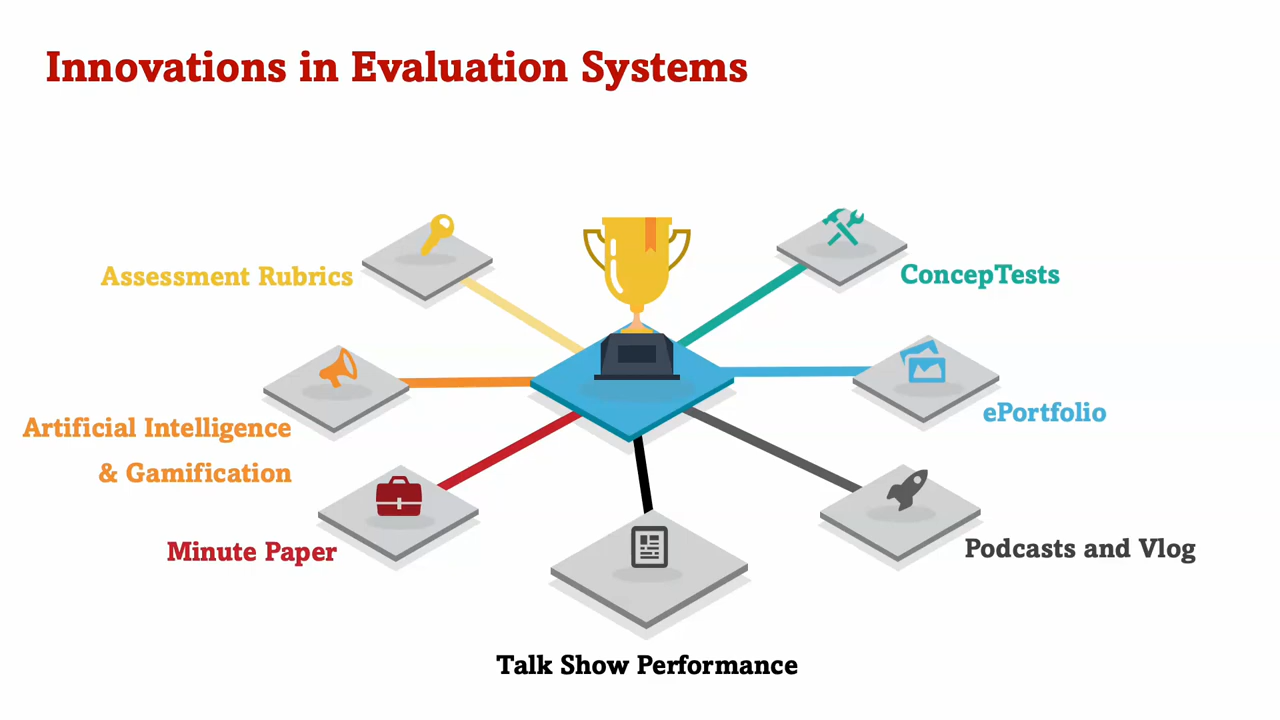 Innovations in Evaluation Systems
Assessment Rubrics
ConcepTests
Artificial Intelligence
& Gamification
ePortfolio
Minute Paper
Podcasts and Vlog
Talk Show Performance